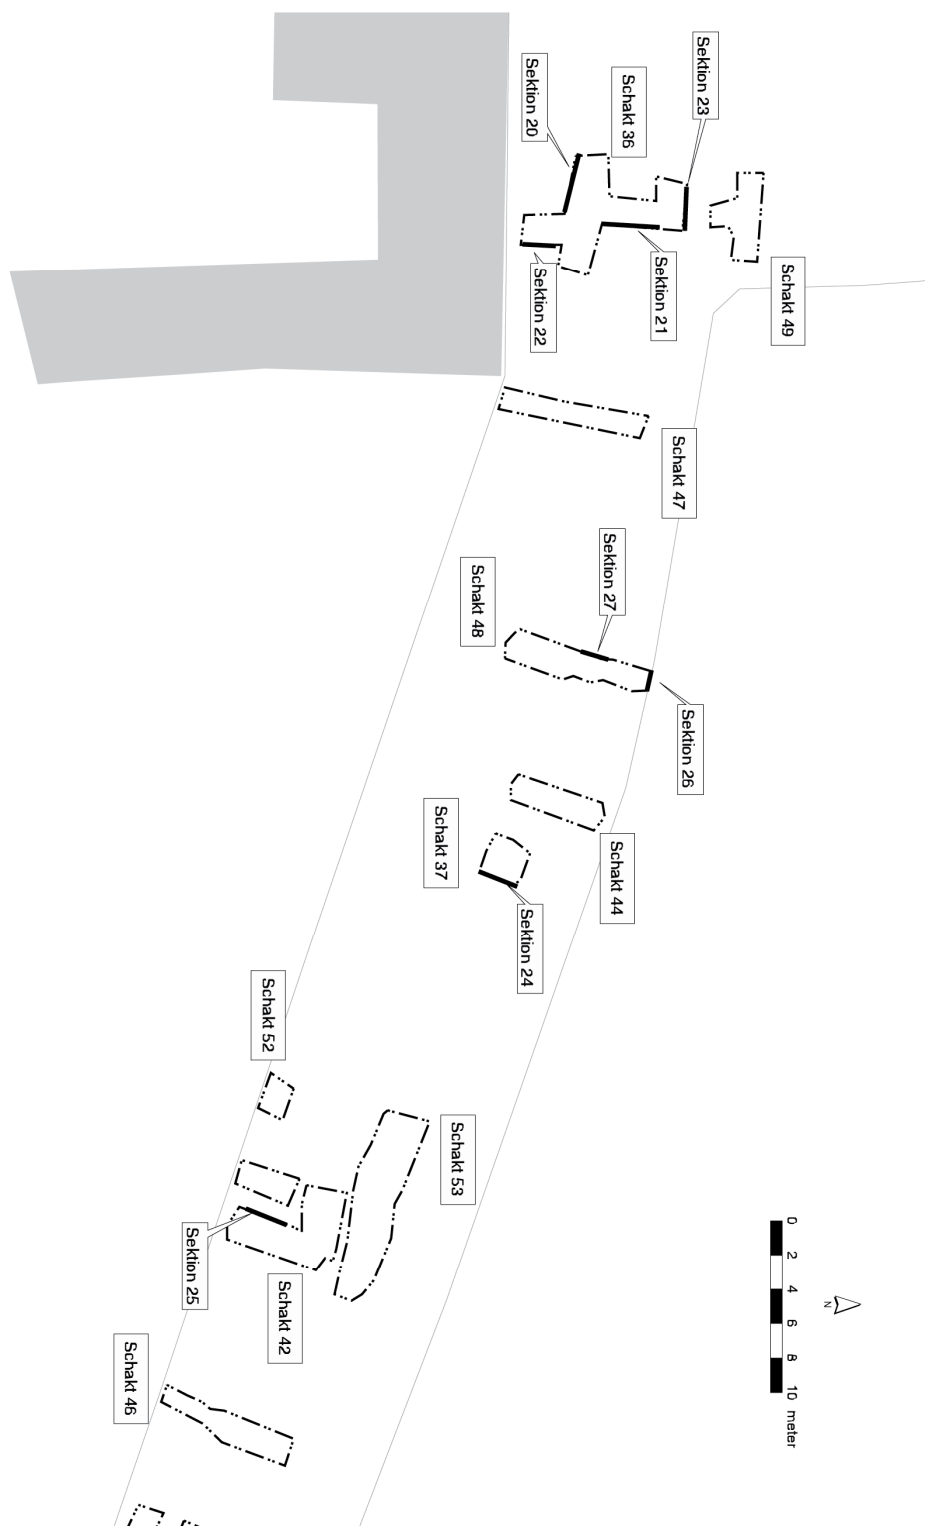 Sektion 23
Schakt 36
Sektion 20
Schakt 49
Sektion 21
Sektion 22
Schakt 47
Sektion 27
Schakt 48
Sektion 26
Schakt 44
Schakt 37
Sektion 24
Schakt 52
Schakt 53
Sektion 25
Schakt 42
Schakt 46
0 2 4 6 8 10 meter
N